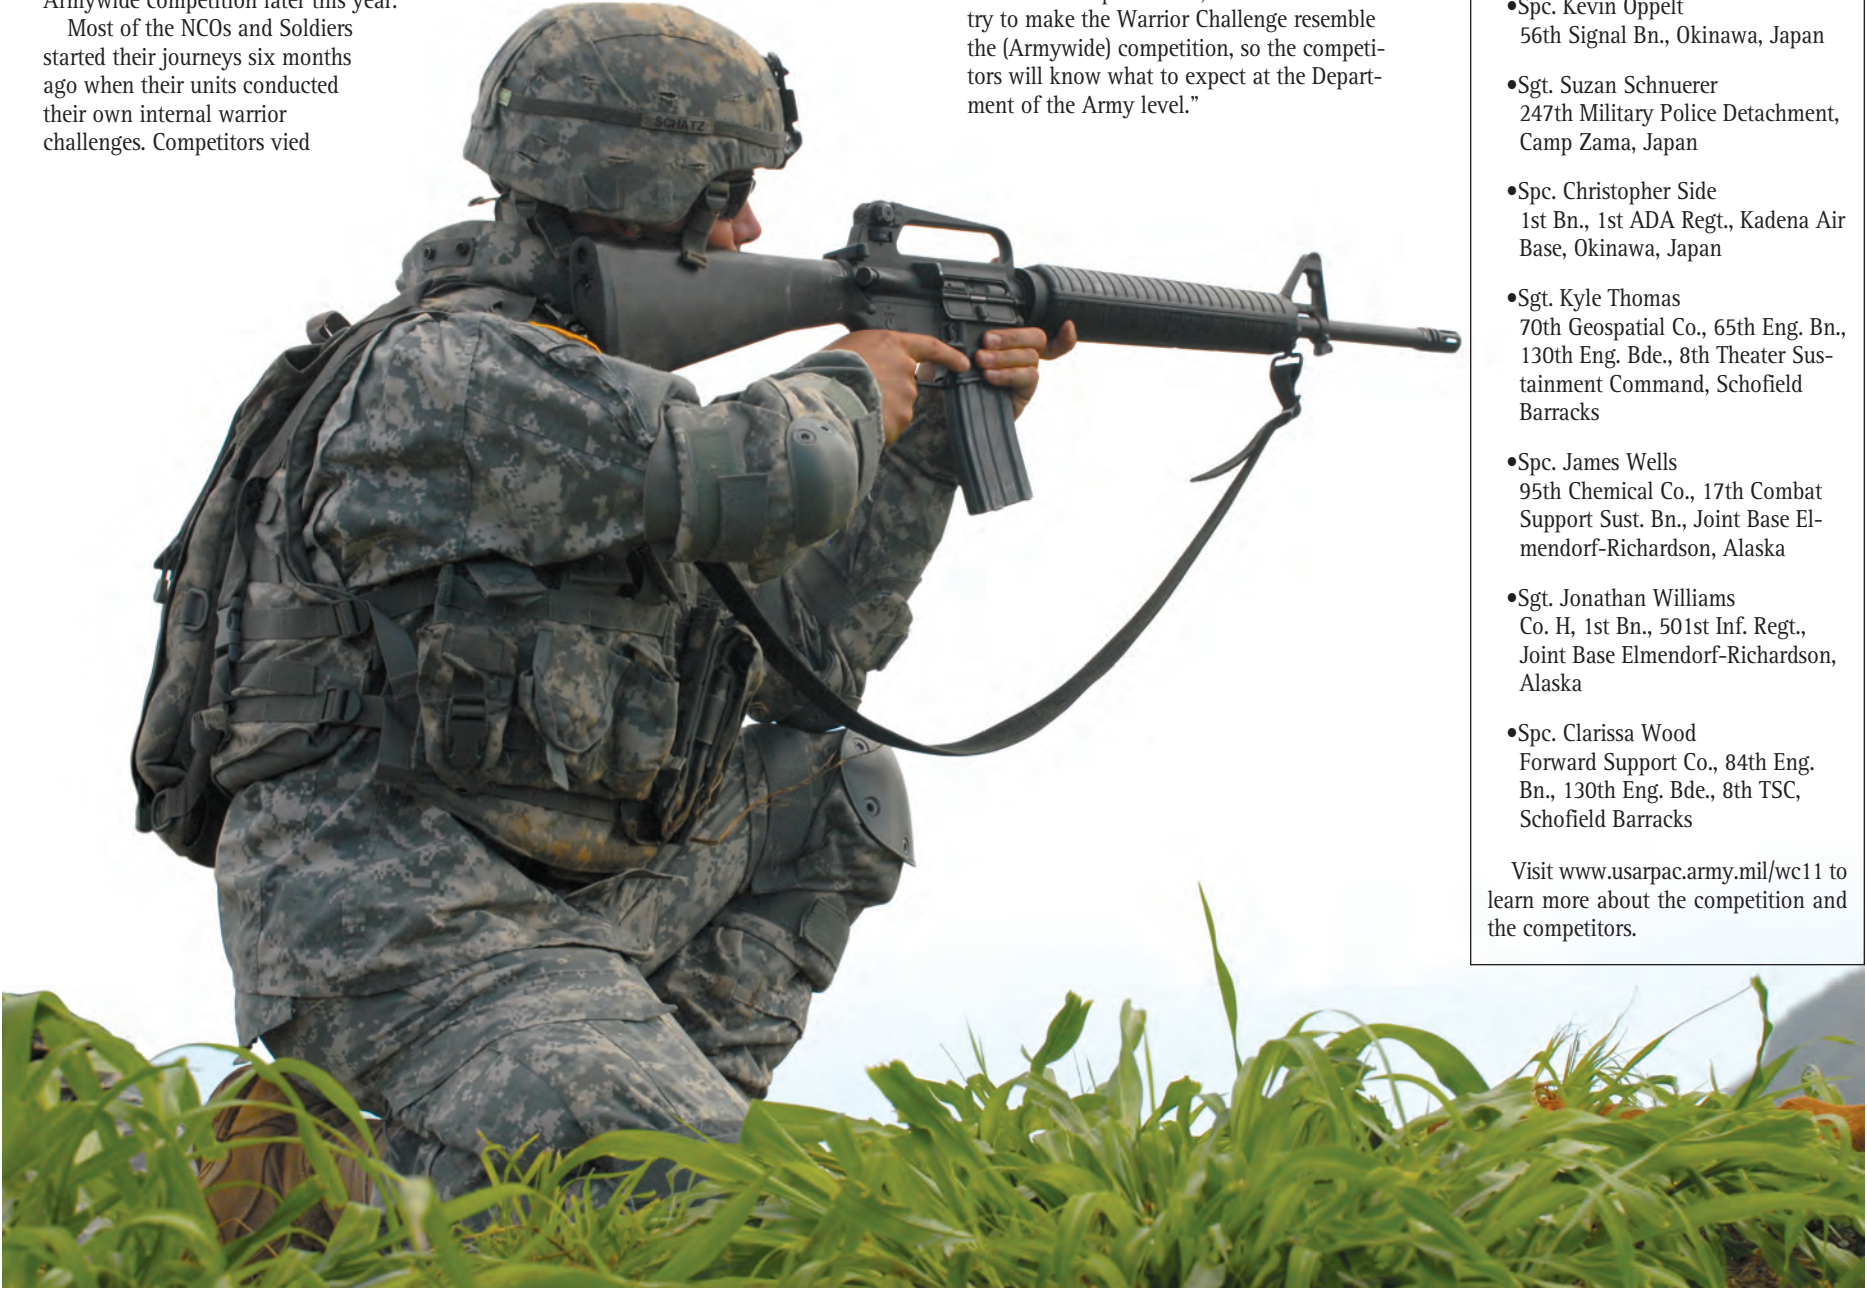 Armywide competition later this year.
Most of the NCOs and Soldiers
started their journeys six months
ago when their units conducted
their own internal warrior
challenges. Competitors vied
try to make the Warrior Challenge resemble
the (Armywide) competition, so the competi-
tors will know what to expect at the Depart-
ment of the Army level.”
SCHATZ
•Spc. Kevin Oppelt
56th Signal Bn., Okinawa, Japan
•Sgt. Suzan Schnuerer
247th Military Police Detachment,
Camp Zama, Japan
•Spc. Christopher Side
1st Bn., 1st ADA Regt., Kadena Air
Base, Okinawa, Japan
•Sgt. Kyle Thomas
70th Geospatial Co., 65th Eng. Bn.,
130th Eng. Bde., 8th Theater Sus-
tainment Command, Schofield
Barracks
•Spc. James Wells
95th Chemical Co., 17th Combat
Support Sust. Bn., Joint Base El-
mendorf-Richardson, Alaska
•Sgt. Jonathan Williams
Co. H, 1st Bn., 501st Inf. Regt.,
Joint Base Elmendorf-Richardson,
Alaska
•Spc. Clarissa Wood
Forward Support Co., 84th Eng.
Bn., 130th Eng. Bde., 8th TSC,
Schofield Barracks
Visit www.usarpac.army.mil/wc11 to
learn more about the competition and
the competitors.